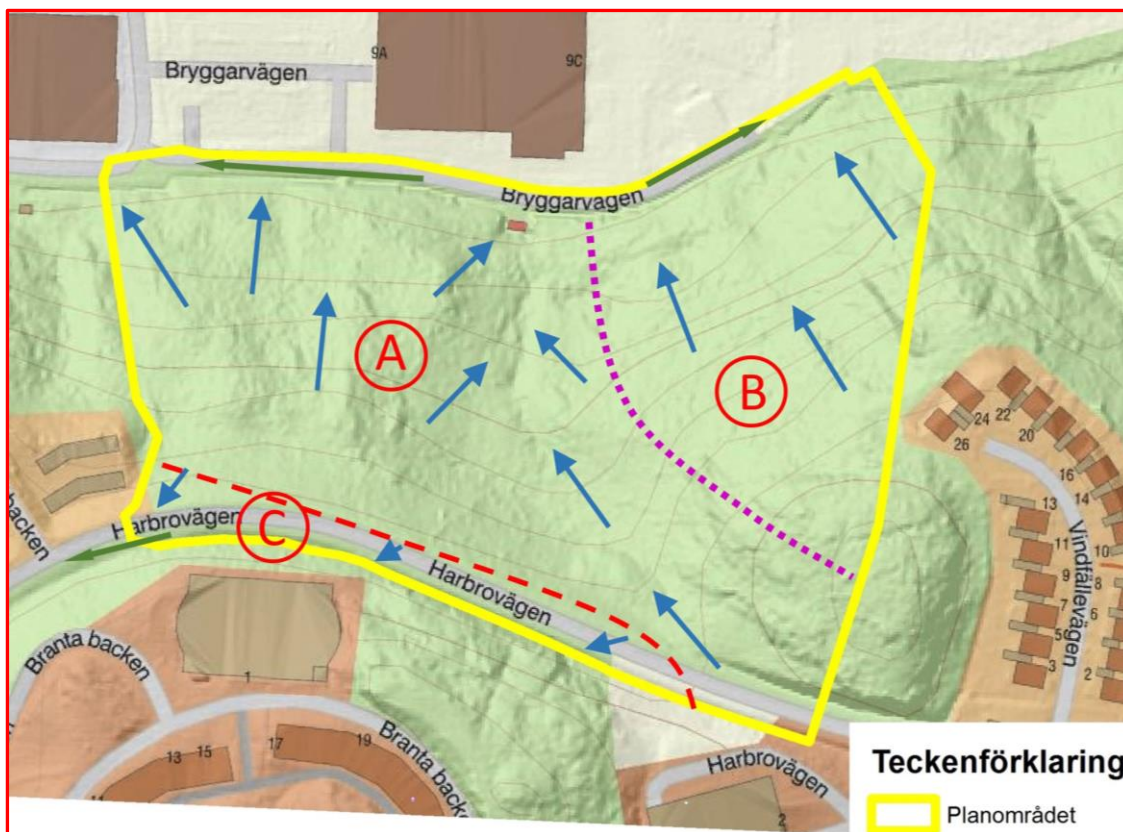 9A
9C
Bryggarvägen
Bryggarvägen
A
B
C
Harbrovägen
Harbrovägen
backen
Branta backen
1
13
15
17
19
Branta backen
24
22
20
26
16
14
13
11
10
9
8
7
6
5
3
2
Vindfällevägen
Harbrovägen
2
Teckenförklaring
Planområdet